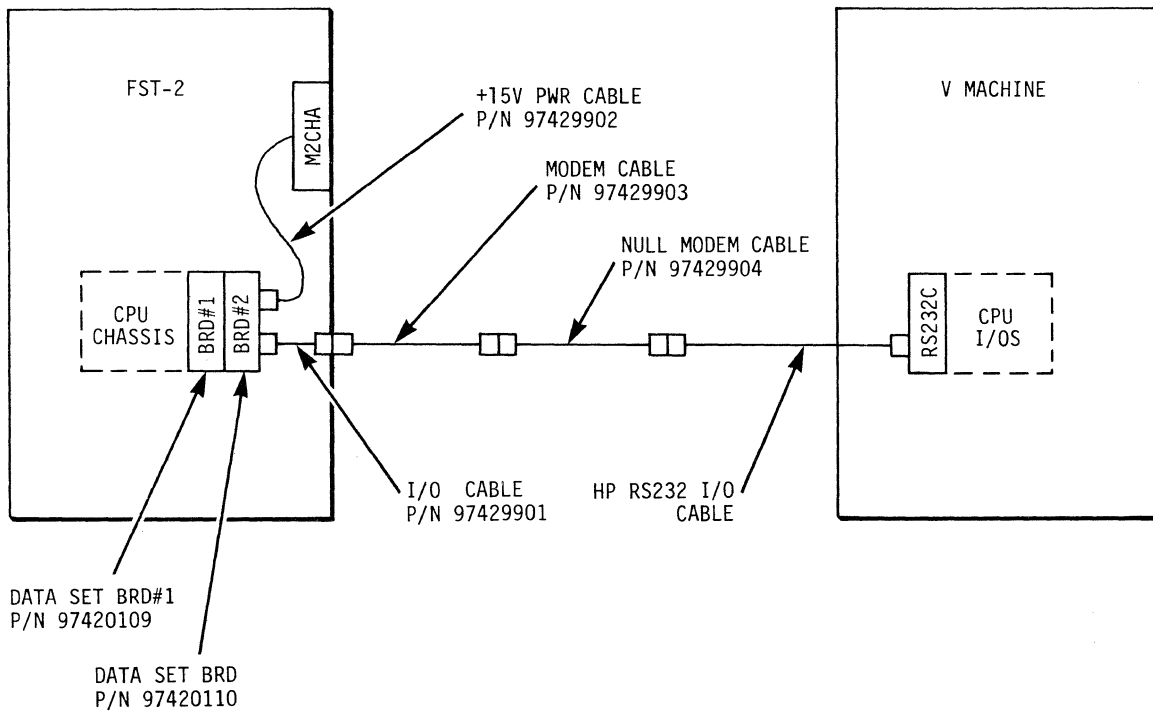 FST-2
V MACHINE
+15V PWR CABLE
P/N 97429902
M2CHA
MODEM CABLE
P/N 97429903
NULL MODEM CABLE
P/N 97429904
CPU
CHASSIS
BRD#1
BRD#2
RS232C
CPU
I/OS
I/O CABLE
P/N 97429901
HP RS232 I/O
CABLE
DATA SET BRD#1
P/N 97420109
DATA SET BRD
P/N 97420110